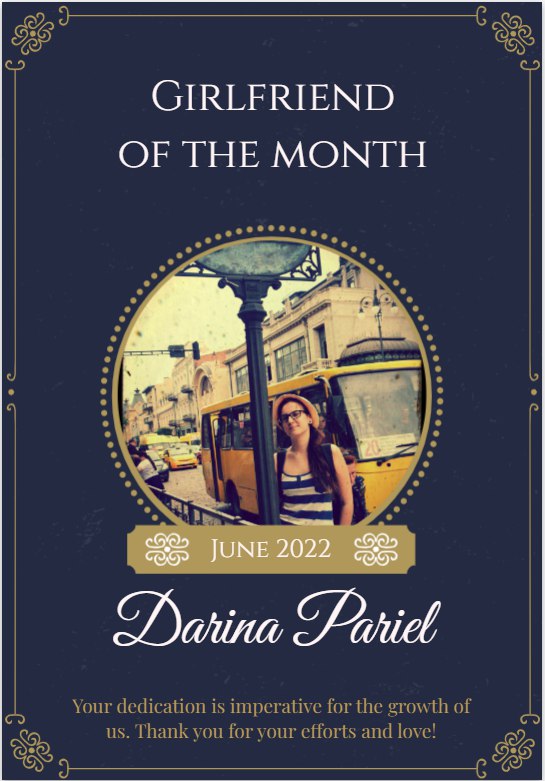 Girlfriend
of the month
20
June 2022
Darina Pariel
Your dedication is imperative for the growth of
us. Thank you for your efforts and love!